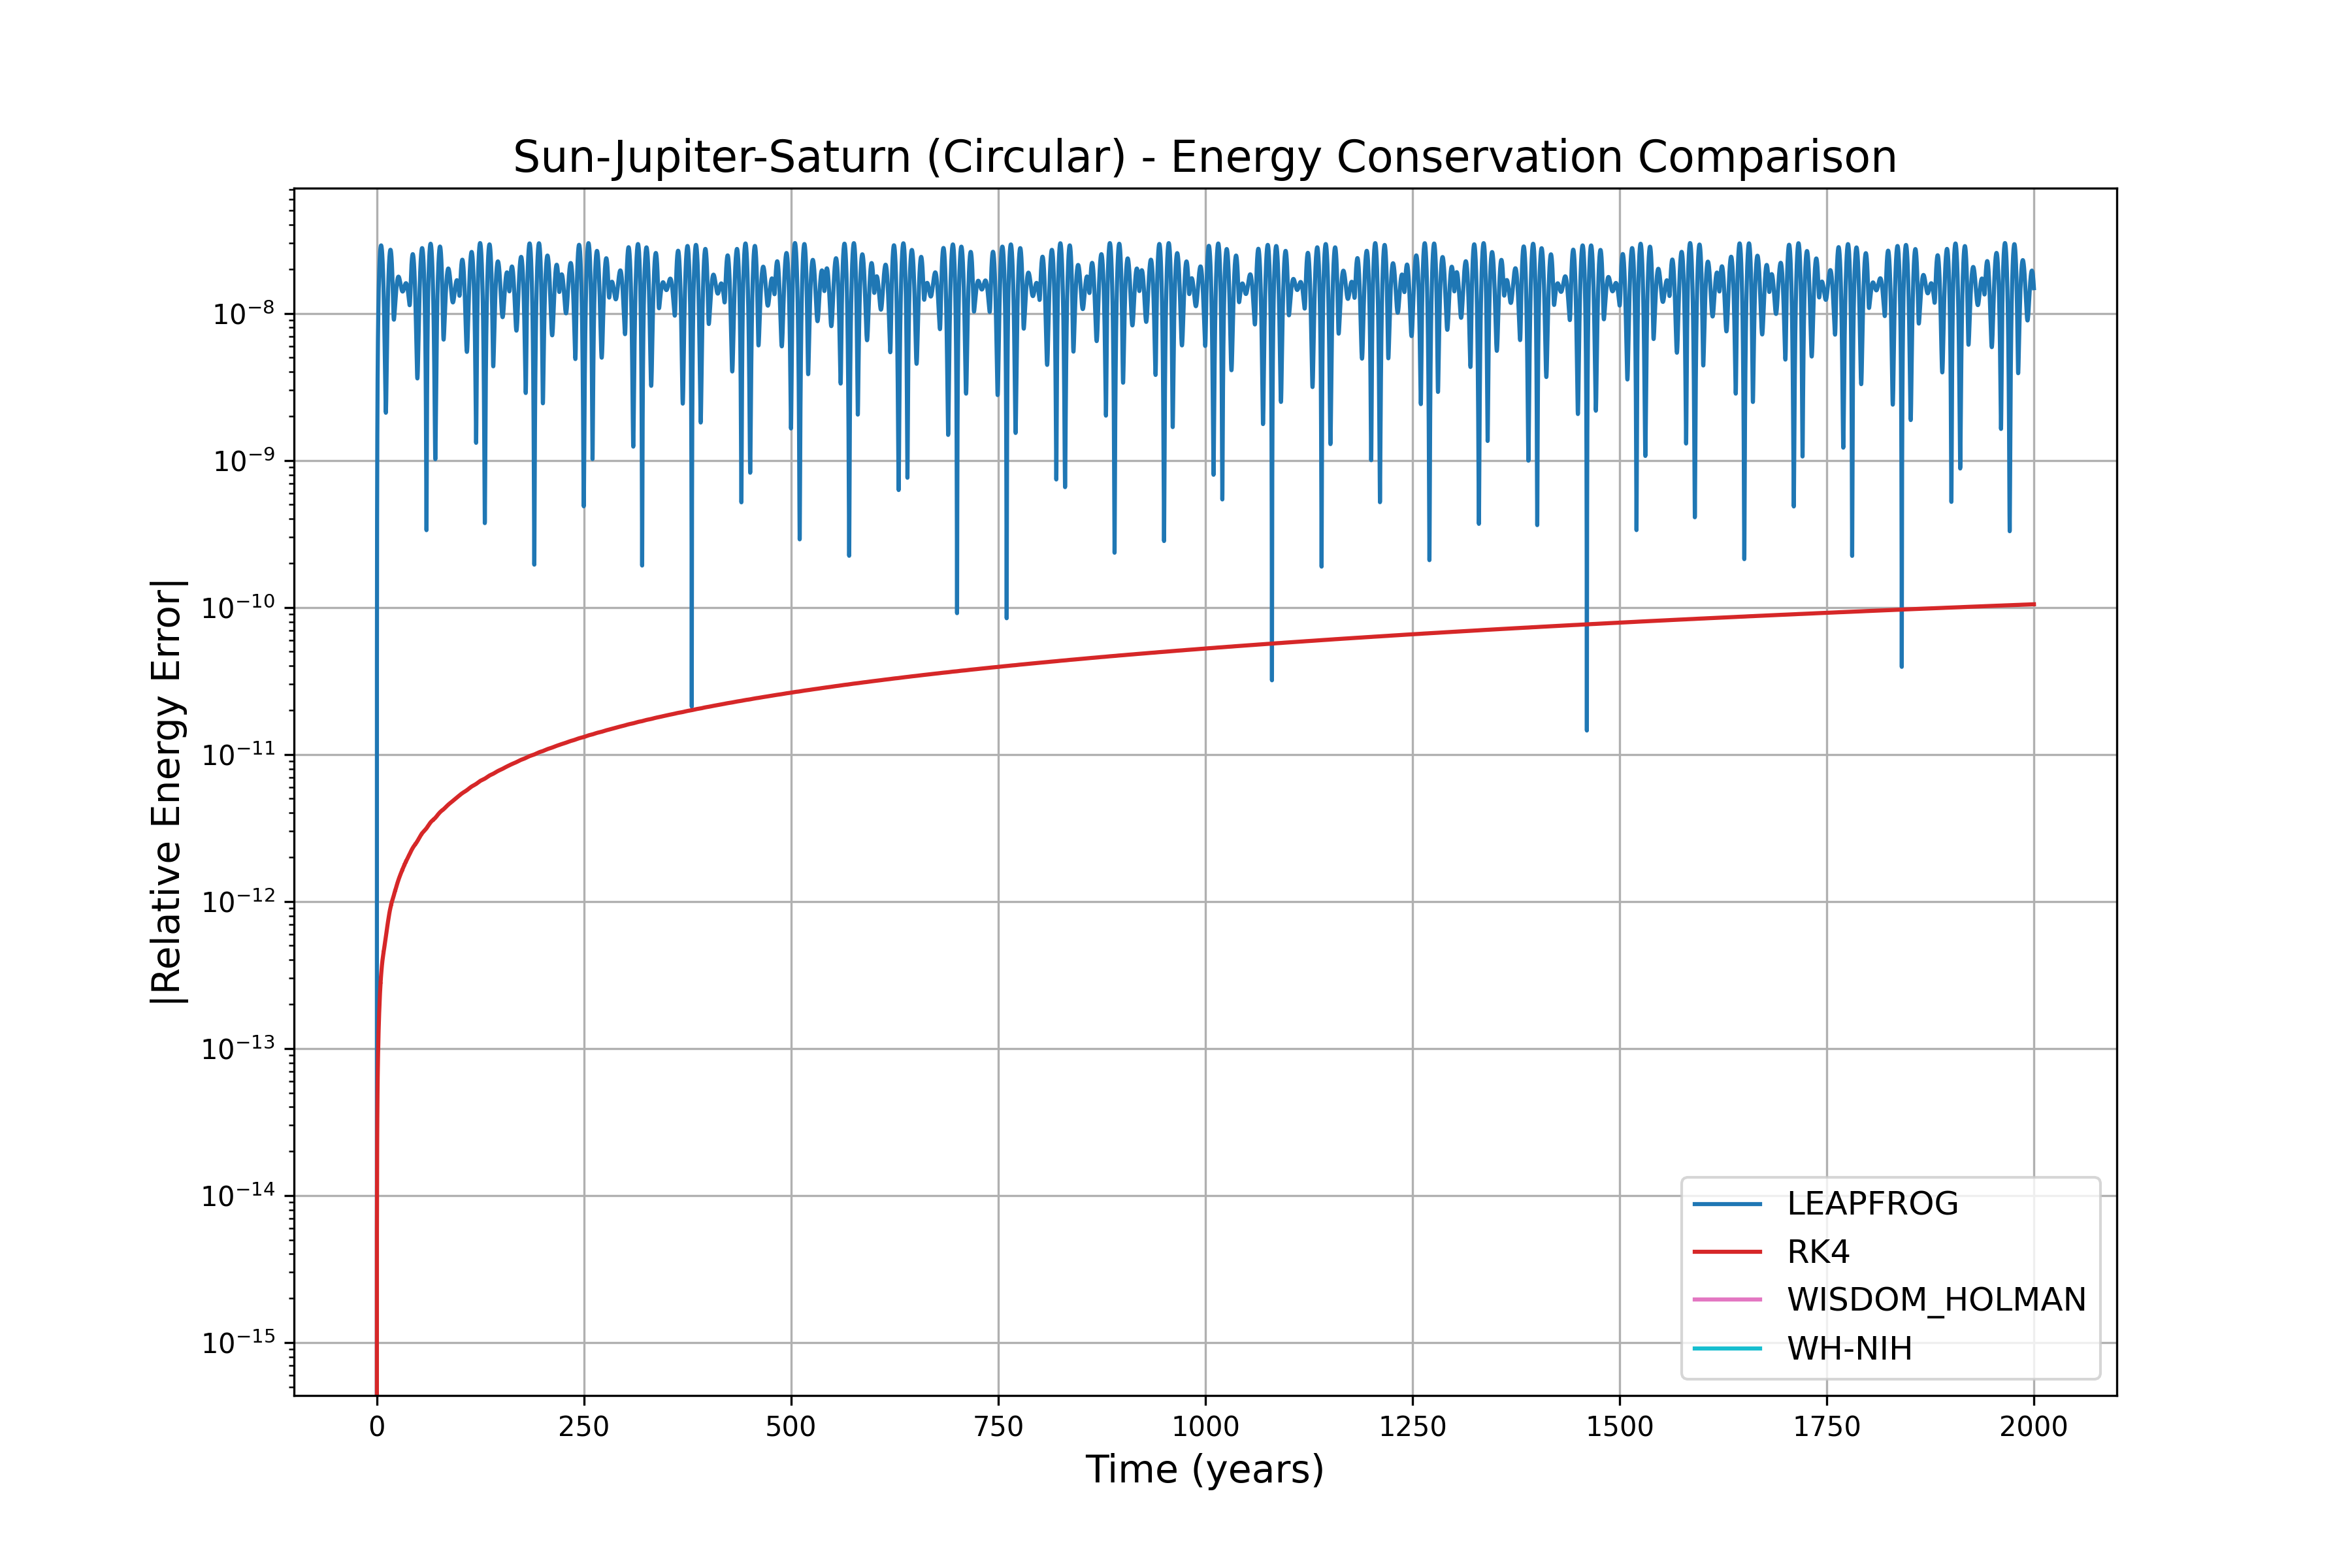 Sun-Jupiter-Saturn (Circular) - Energy Conservation Comparison
|Relative Energy Error|
10⁻⁸
10⁻⁹
10⁻¹⁰
10⁻¹¹
10⁻¹²
10⁻¹³
10⁻¹⁴
10⁻¹⁵
LEAPFROG
RK4
WISDOM_HOLMAN
WH-NIH
0 250 500 750 1000 1250 1500 1750 2000
Time (years)